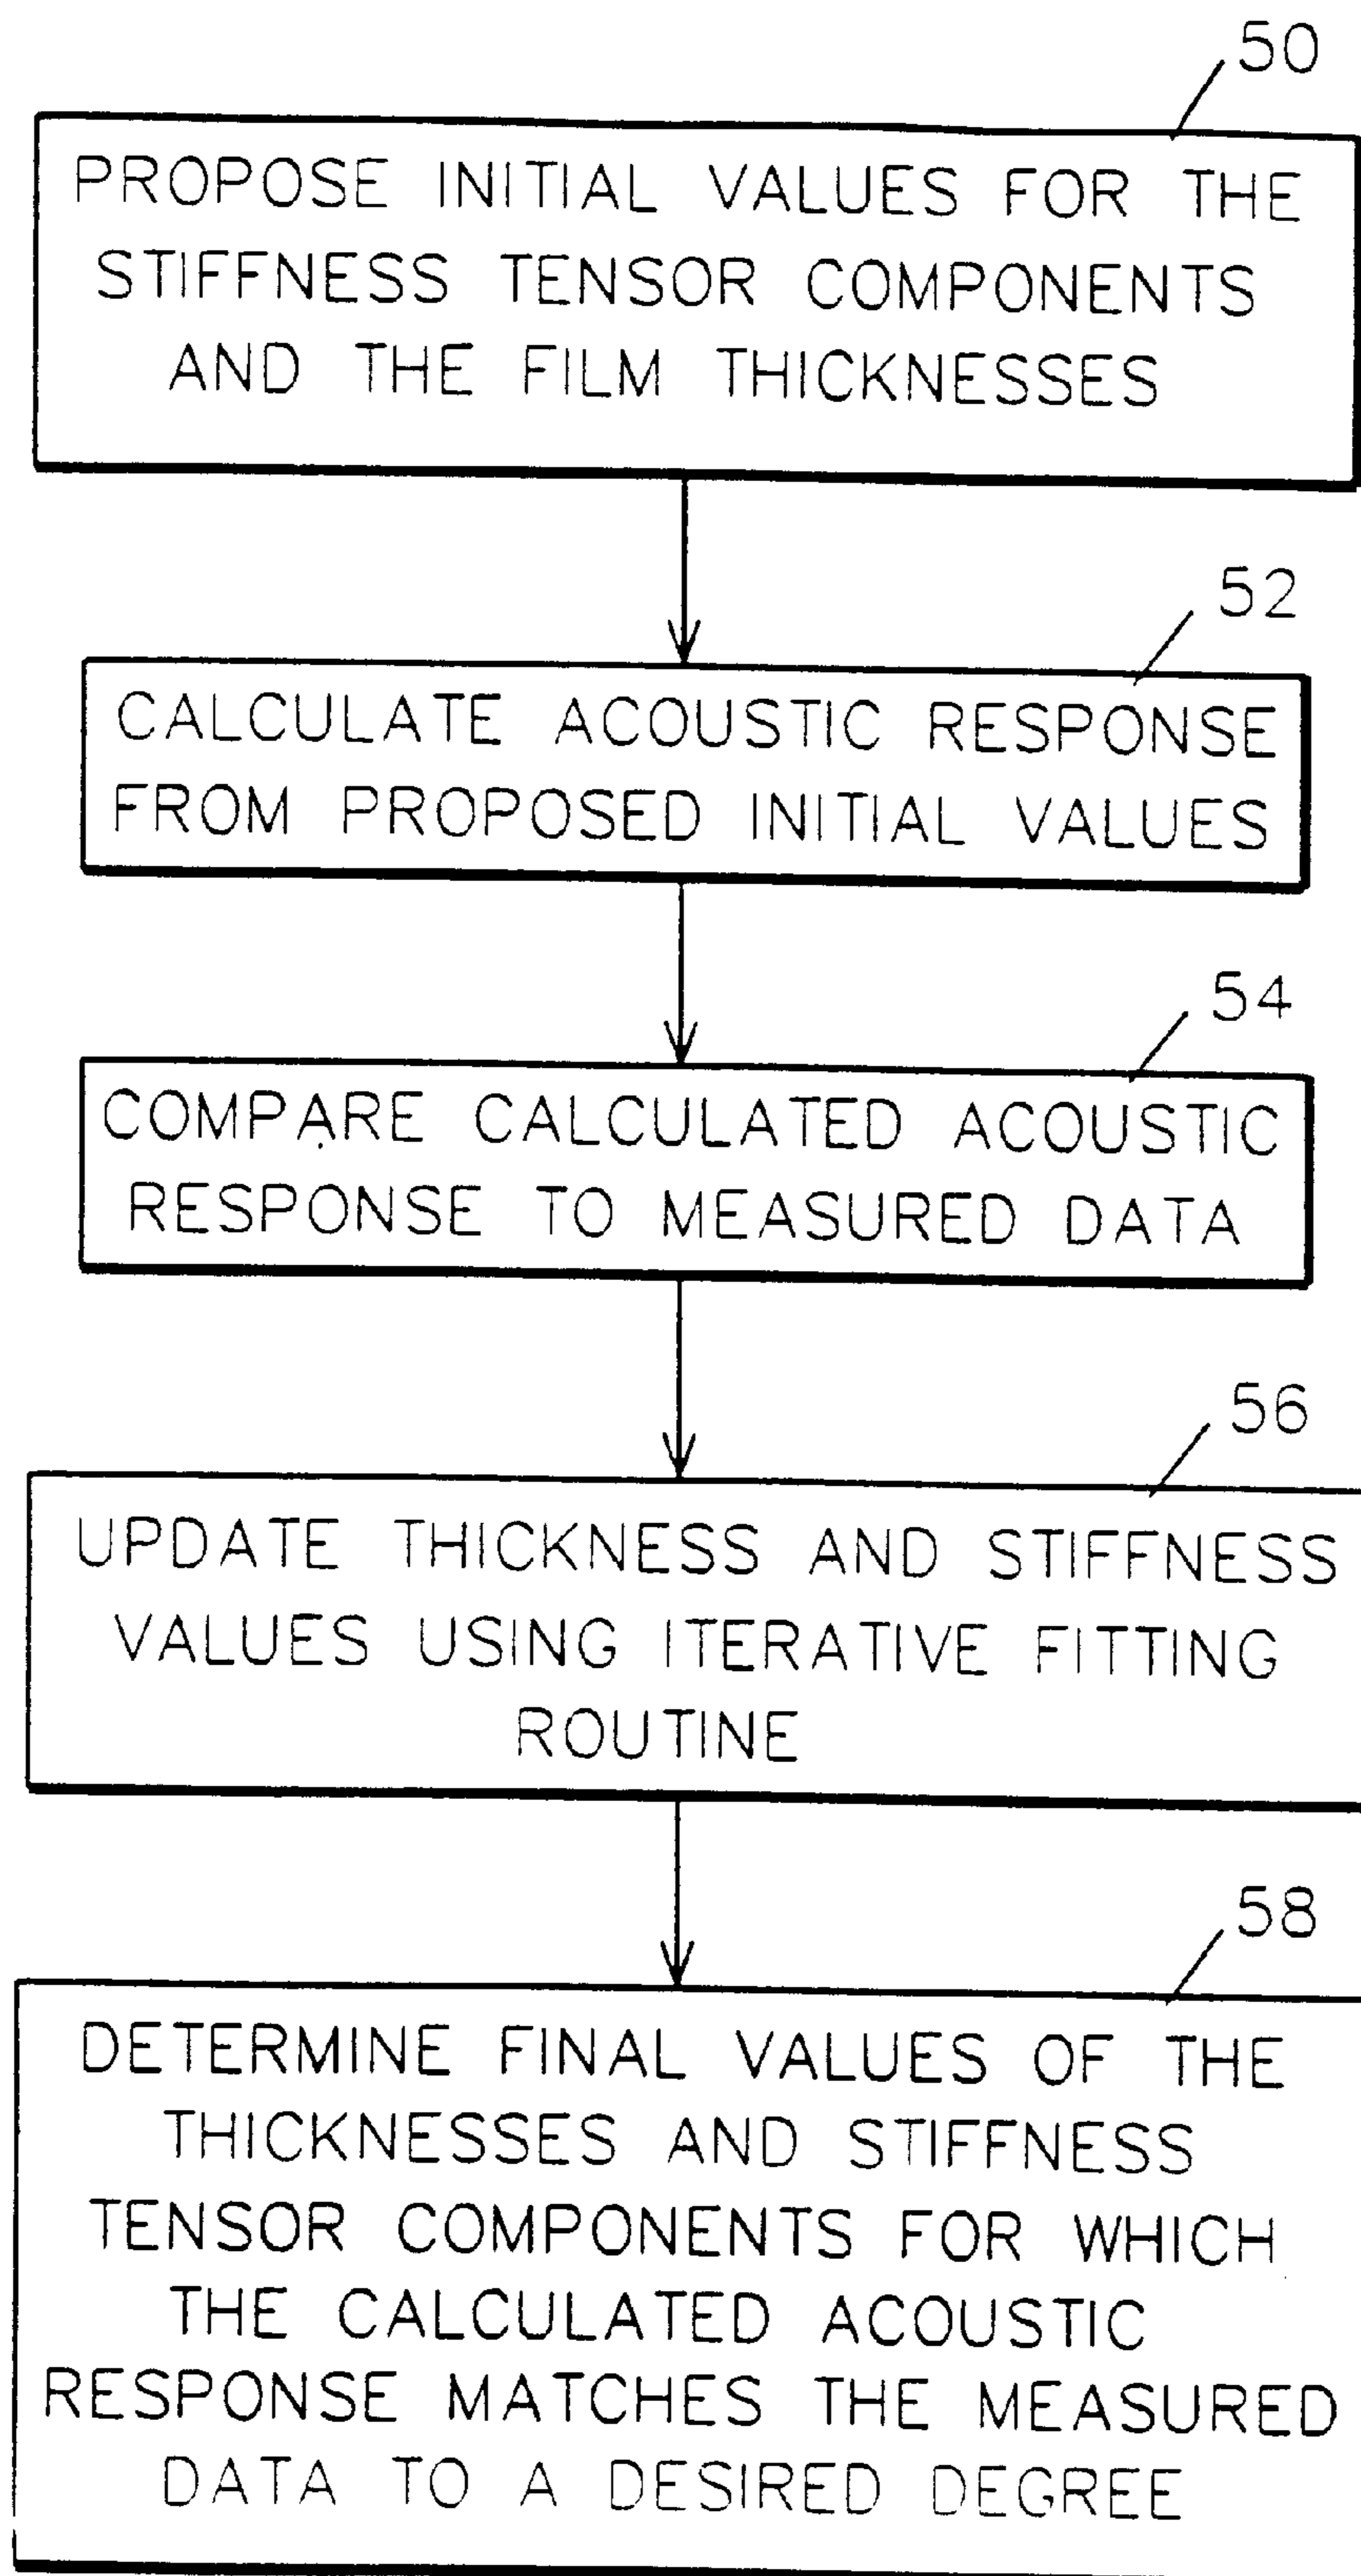 50
PROPOSE INITIAL VALUES FOR THE
STIFFNESS TENSOR COMPONENTS
AND THE FILM THICKNESSES
52
CALCULATE ACOUSTIC RESPONSE
FROM PROPOSED INITIAL VALUES
54
COMPARE CALCULATED ACOUSTIC
RESPONSE TO MEASURED DATA
56
UPDATE THICKNESS AND STIFFNESS
VALUES USING ITERATIVE FITTING
ROUTINE
58
DETERMINE FINAL VALUES OF THE
THICKNESSES AND STIFFNESS
TENSOR COMPONENTS FOR WHICH
THE CALCULATED ACOUSTIC
RESPONSE MATCHES THE MEASURED
DATA TO A DESIRED DEGREE